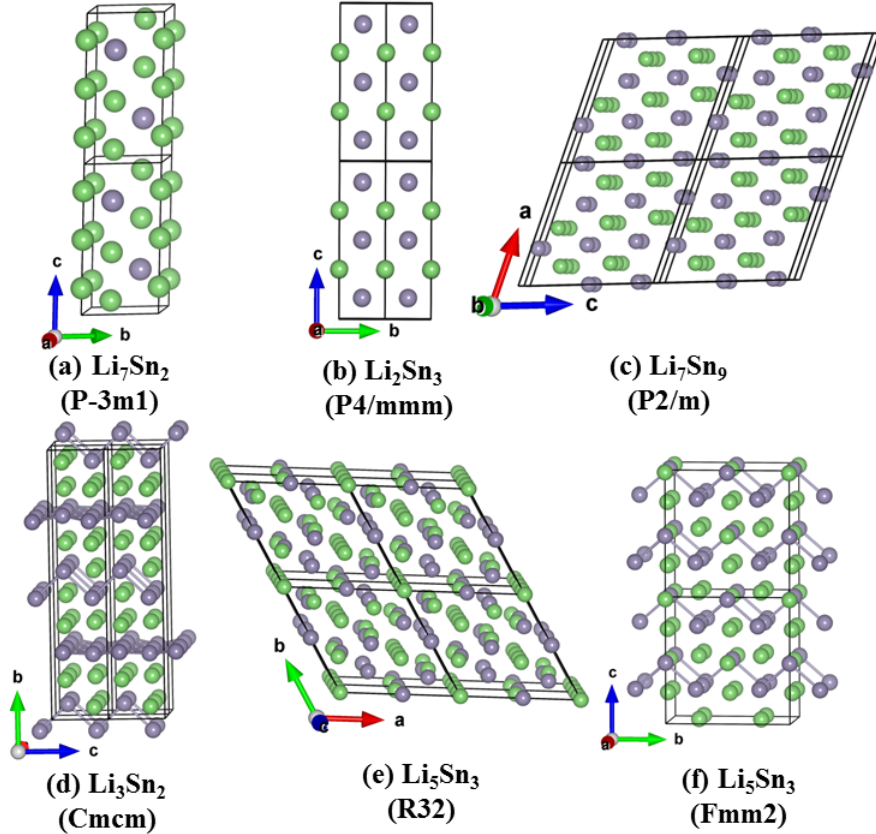 c
a
b
(a) Li₇Sn₂
(P-3m1)
c
a
b
(b) Li₂Sn₃
(P4/mmm)
a
b
c
(c) Li₇Sn₉
(P2/m)
b
c
(d) Li₃Sn₂
(Cmcm)
b
c
a
(e) Li₅Sn₃
(R32)
c
a
b
(f) Li₅Sn₃
(Fmm2)